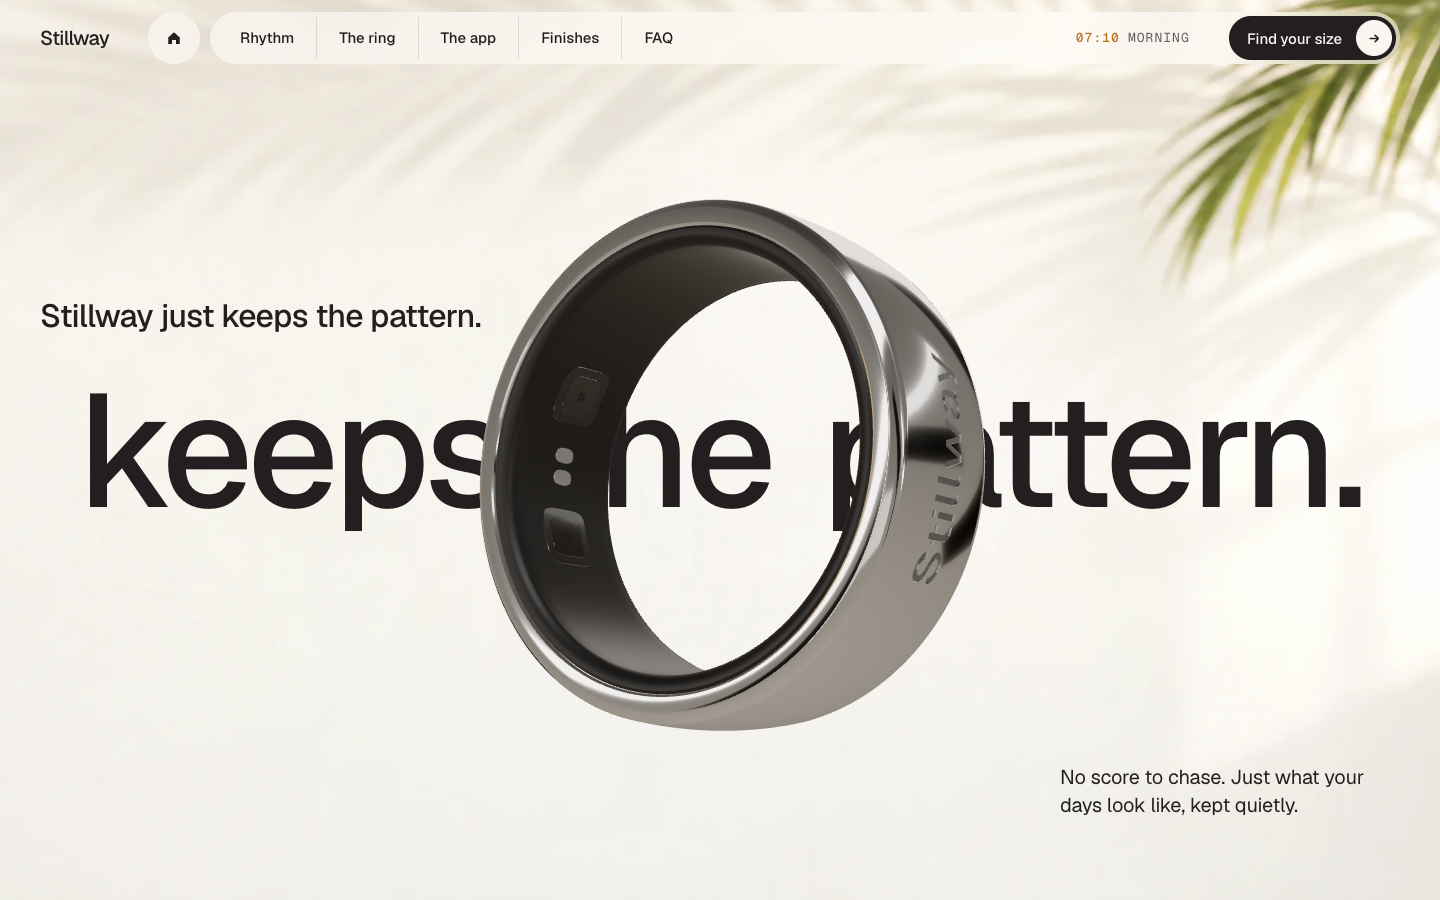 Stillway
Rhythm
The ring
The app
Finishes
FAQ
07:10 MORNING
Find your size
Stillway just keeps the pattern.
keeps he pattern.
Stillway
No score to chase. Just what your
days look like, kept quietly.